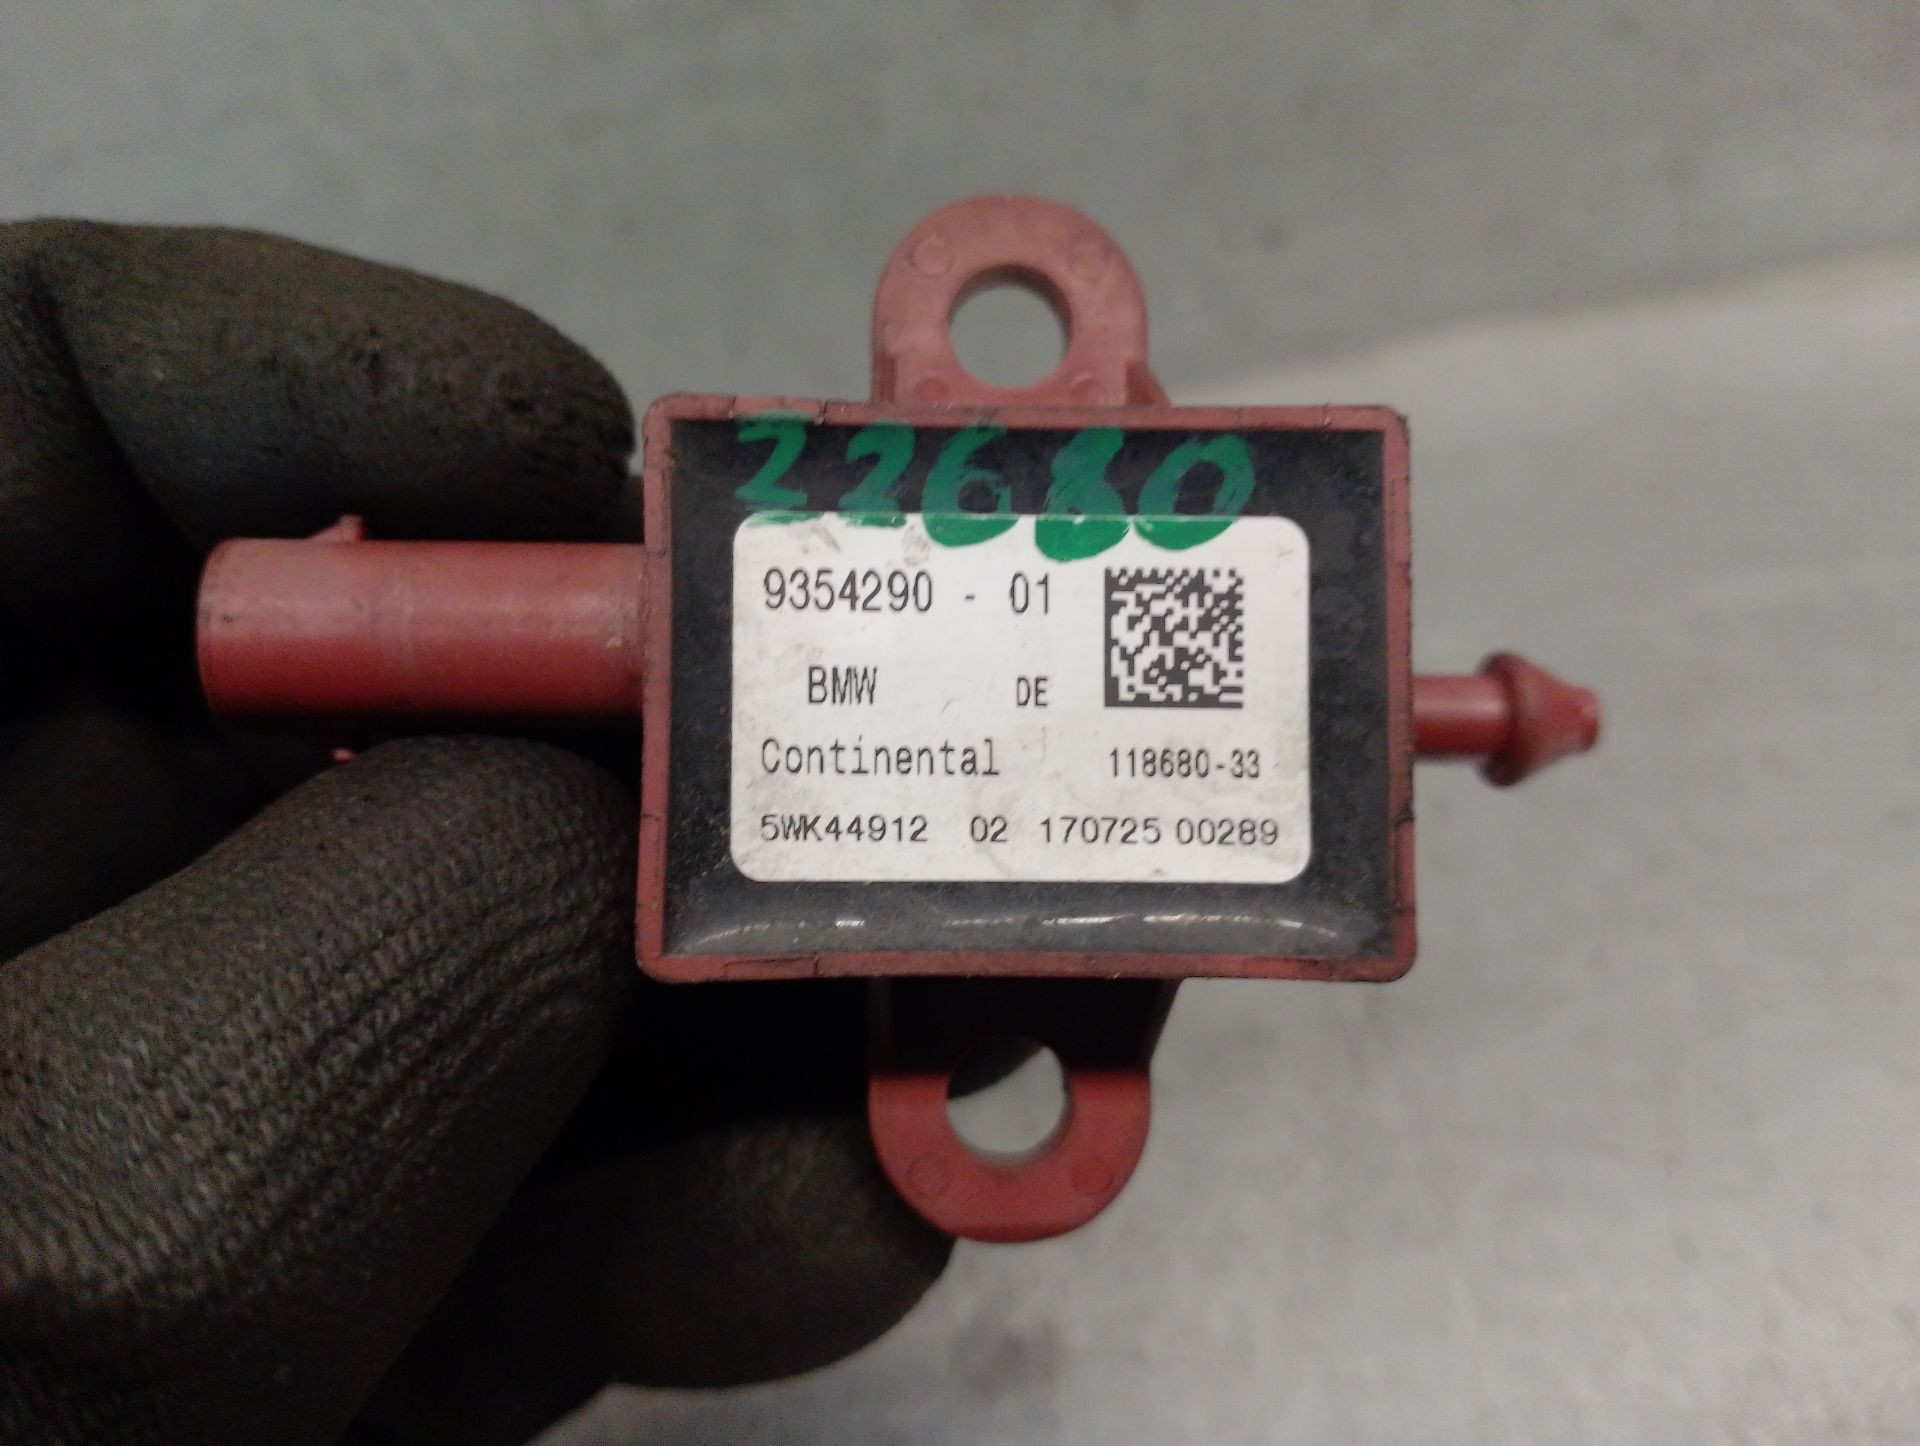 22680
9354290 - 01
BMW DE
Continental 118680-33
5WK44912 02 170725 00289